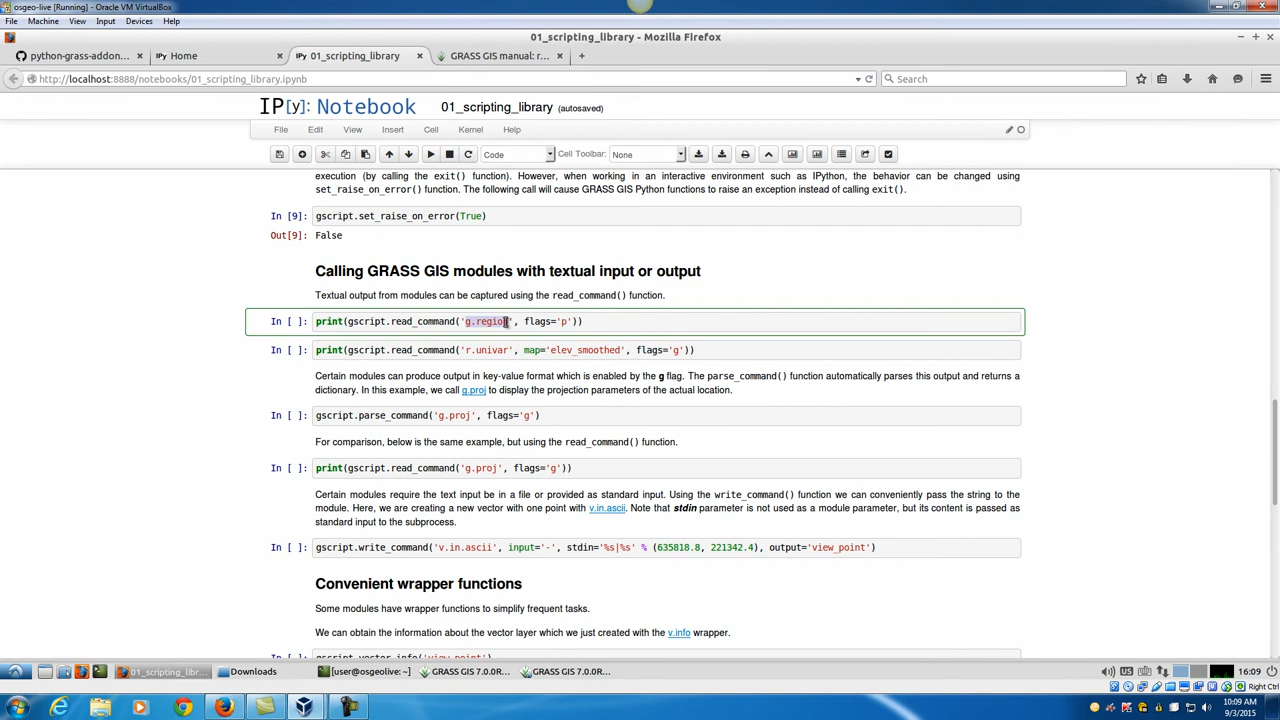 osgeo-live [Running] - Oracle VM VirtualBox
File Machine View Input Devices Help
01_scripting_library - Mozilla Firefox
python-grass-addon... IPy Home IPy 01_scripting_library GRASS GIS manual: r...
http://localhost:8888/notebooks/01_scripting_library.ipynb
Search
IP[y]: Notebook 01_scripting_library (autosaved)
File Edit View Insert Cell Kernel Help
Code Cell Toolbar: None
execution (by calling the exit() function). However, when working in an interactive environment such as IPython, the behavior can be changed using
set_raise_on_error() function. The following call will cause GRASS GIS Python functions to raise an exception instead of calling exit().
In [9]: gscript.set_raise_on_error(True)
Out[9]: False
Calling GRASS GIS modules with textual input or output
Textual output from modules can be captured using the read_command() function.
In [ ]: print(gscript.read_command('g.region', flags='p'))
In [ ]: print(gscript.read_command('r.univar', map='elev_smoothed', flags='g'))
Certain modules can produce output in key-value format which is enabled by the g flag. The parse_command() function automatically parses this output and returns a
dictionary. In this example, we call g.proj to display the projection parameters of the actual location.
In [ ]: gscript.parse_command('g.proj', flags='g')
For comparison, below is the same example, but using the read_command() function.
In [ ]: print(gscript.read_command('g.proj', flags='g'))
Certain modules require the text input be in a file or provided as standard input. Using the write_command() function we can conveniently pass the string to the
module. Here, we are creating a new vector with one point with v.in.ascii. Note that stdin parameter is not used as a module parameter, but its content is passed as
standard input to the subprocess.
In [ ]: gscript.write_command('v.in.ascii', input='-', stdin='%s|%s' % (635818.8, 221342.4), output='view_point')
Convenient wrapper functions
Some modules have wrapper functions to simplify frequent tasks.
We can obtain the information about the vector layer which we just created with the v.info wrapper.
In [ ]: gscript.vector_info('view_point')
01_scripting_libr... Downloads [user@osgeolive: ~] GRASS GIS 7.0.0R... GRASS GIS 7.0.0R... US 16:09
Right Ctrl
10:09 AM
9/3/2015